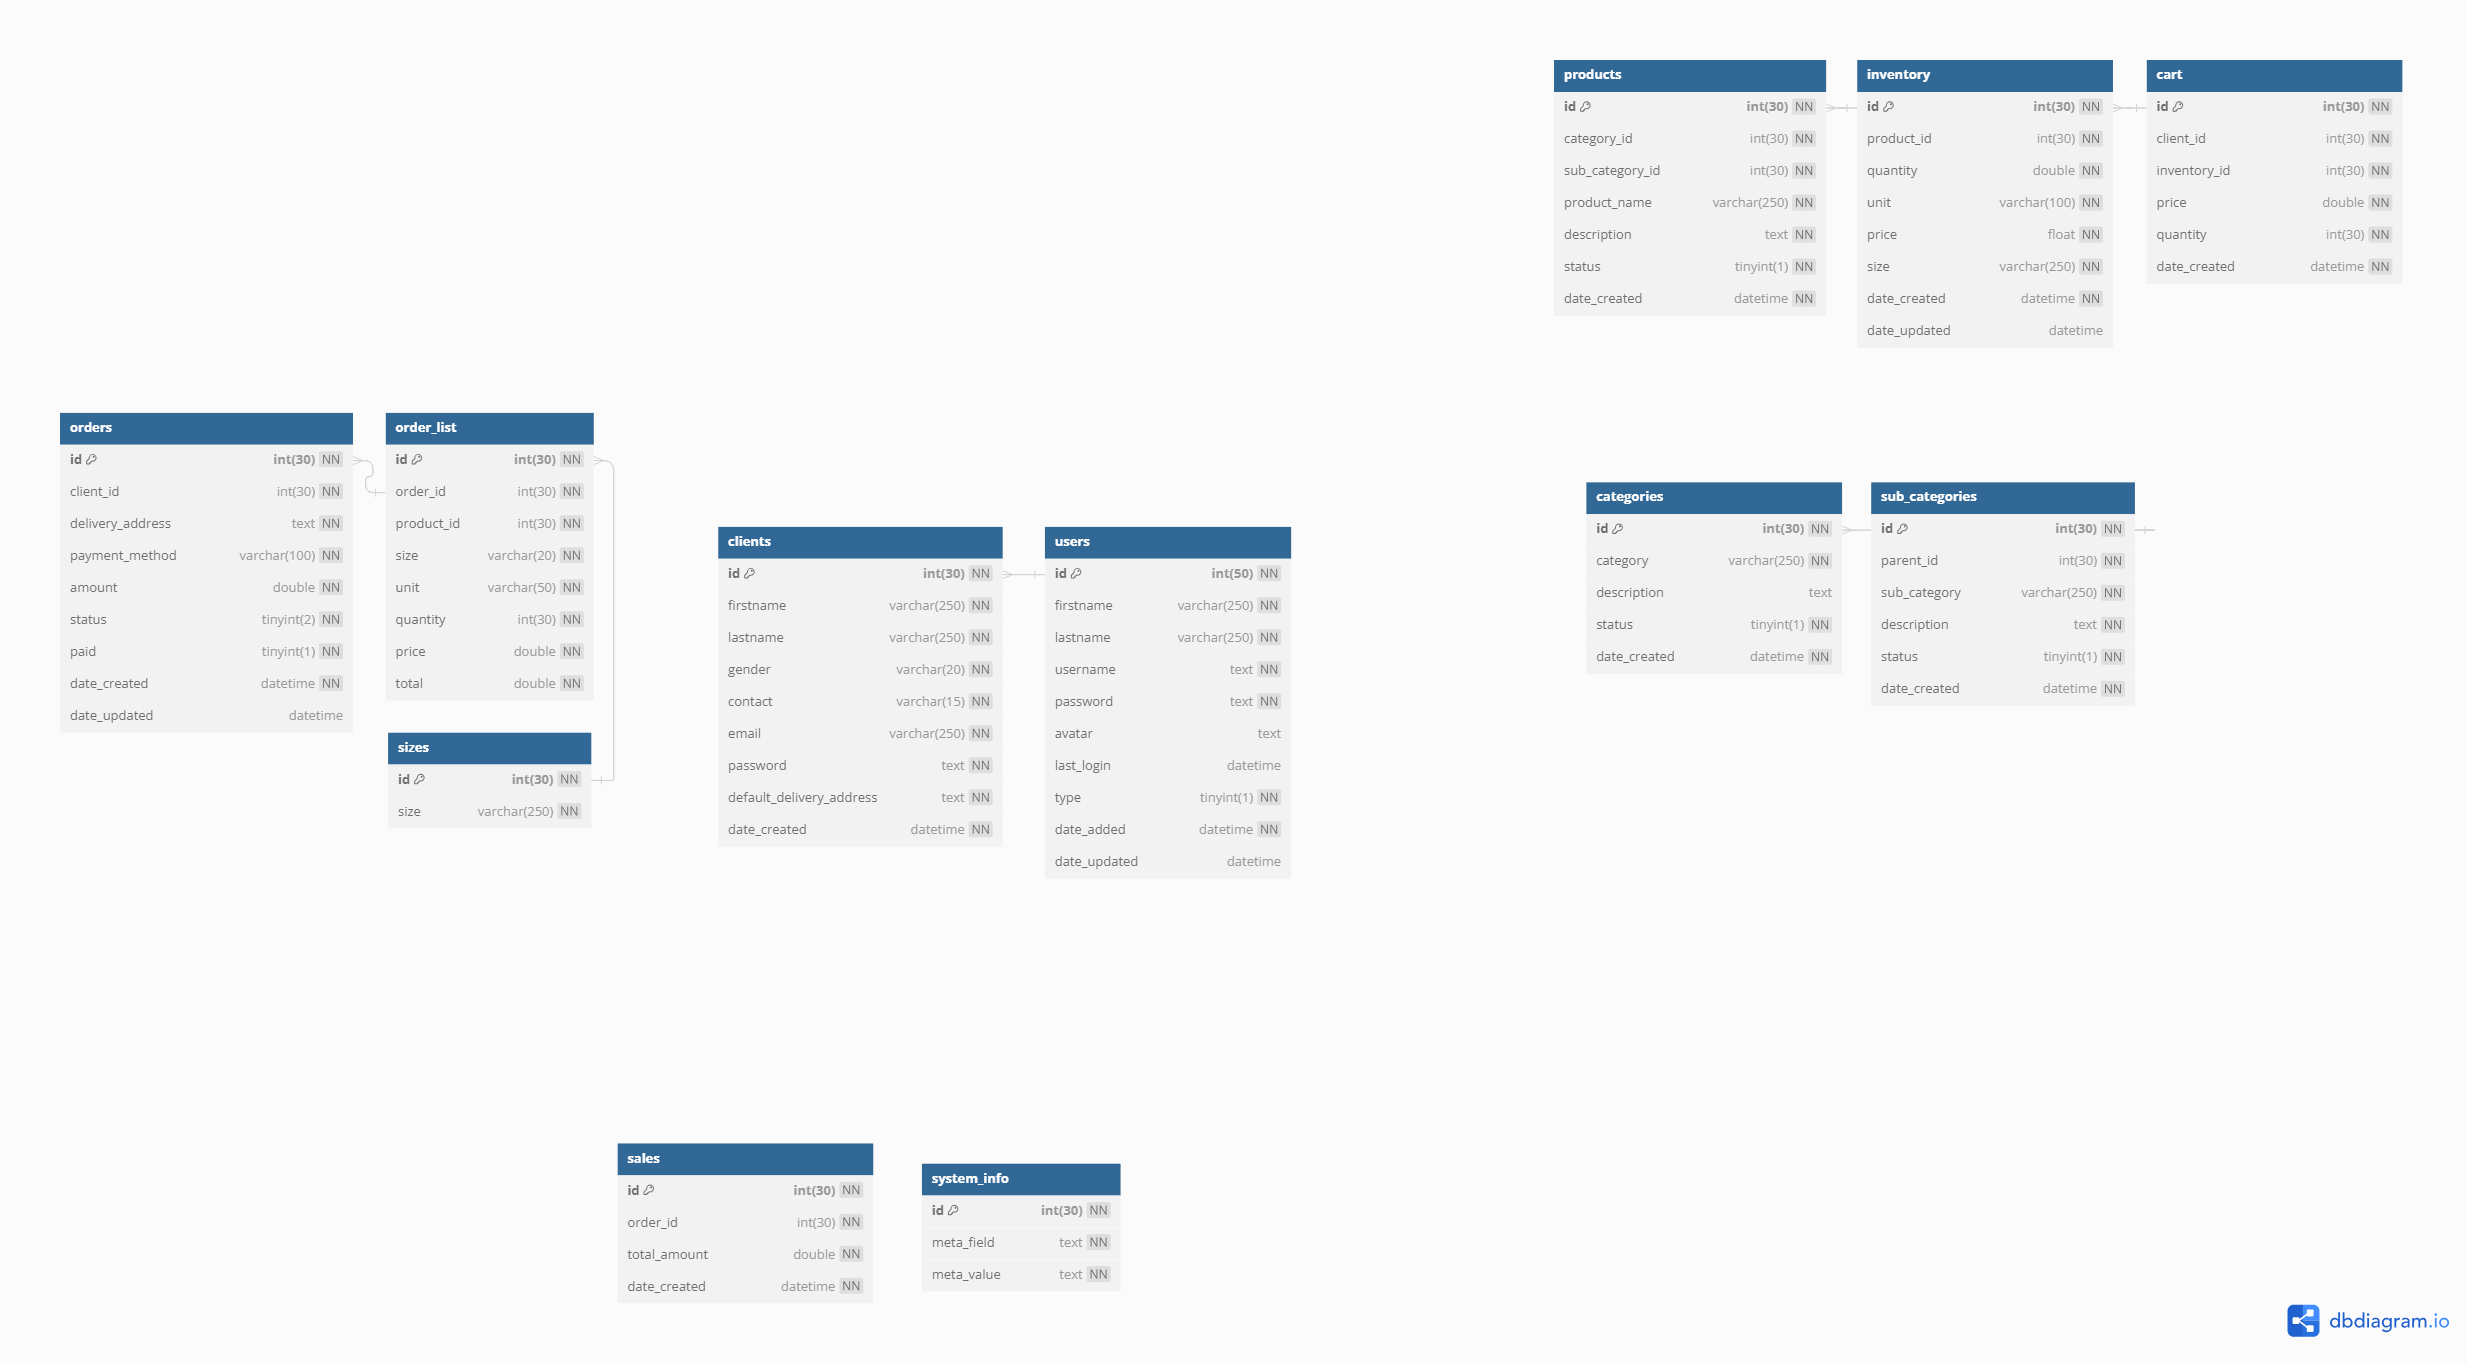 products
id int(30) NN
category_id int(30) NN
sub_category_id int(30) NN
product_name varchar(250) NN
description text NN
status tinyint(1) NN
date_created datetime NN
inventory
id int(30) NN
product_id int(30) NN
quantity double NN
unit varchar(100) NN
price float NN
size varchar(250) NN
date_created datetime NN
date_updated datetime
cart
id int(30) NN
client_id int(30) NN
inventory_id int(30) NN
price double NN
quantity int(30) NN
date_created datetime NN
orders
id int(30) NN
client_id int(30) NN
delivery_address text NN
payment_method varchar(100) NN
amount double NN
status tinyint(2) NN
paid tinyint(1) NN
date_created datetime NN
date_updated datetime
order_list
id int(30) NN
order_id int(30) NN
product_id int(30) NN
size varchar(20) NN
unit varchar(50) NN
quantity int(30) NN
price double NN
total double NN
sizes
id int(30) NN
size varchar(250) NN
clients
id int(30) NN
firstname varchar(250) NN
lastname varchar(250) NN
gender varchar(20) NN
contact varchar(15) NN
email varchar(250) NN
password text NN
default_delivery_address text NN
date_created datetime NN
users
id int(50) NN
firstname varchar(250) NN
lastname varchar(250) NN
username text NN
password text NN
avatar text
last_login datetime
type tinyint(1) NN
date_added datetime NN
date_updated datetime
categories
id int(30) NN
category varchar(250) NN
description text
status tinyint(1) NN
date_created datetime NN
sub_categories
id int(30) NN
parent_id int(30) NN
sub_category varchar(250) NN
description text NN
status tinyint(1) NN
date_created datetime NN
sales
id int(30) NN
order_id int(30) NN
total_amount double NN
date_created datetime NN
system_info
id int(30) NN
meta_field text NN
meta_value text NN
dbdiagram.io